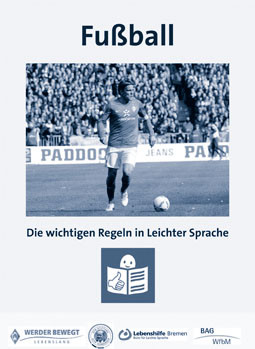 Fußball
PADDOC
JEANS
PADDOCK
Die wichtigen Regeln in Leichter Sprache
WERDER BEWEGT
LEBENSLANG
Lebenshilfe Bremen
Büro für Leichte Sprache
BAG
WfbM